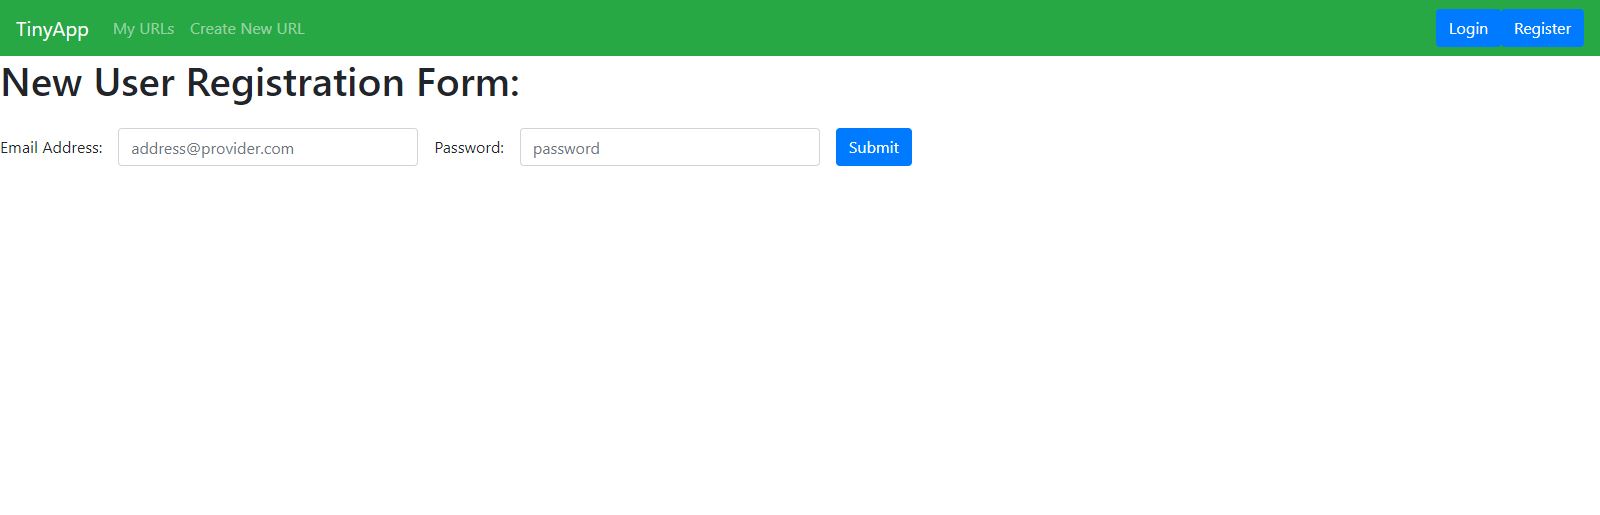 TinyApp My URLs Create New URL Login Register
New User Registration Form:
Email Address: address@provider.com Password: password Submit